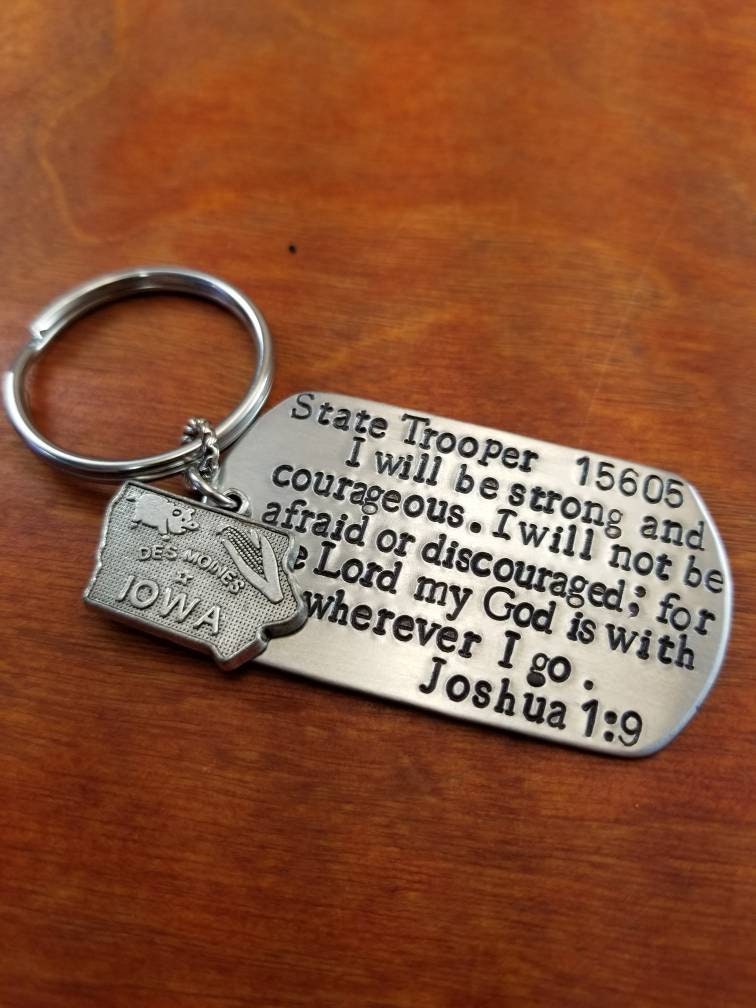 State Trooper 15605
I will be strong and
courageous. I will not be
afraid or discouraged; for
e Lord my God is with
wherever I go.
Joshua 1:9
DES MOINES
IOWA